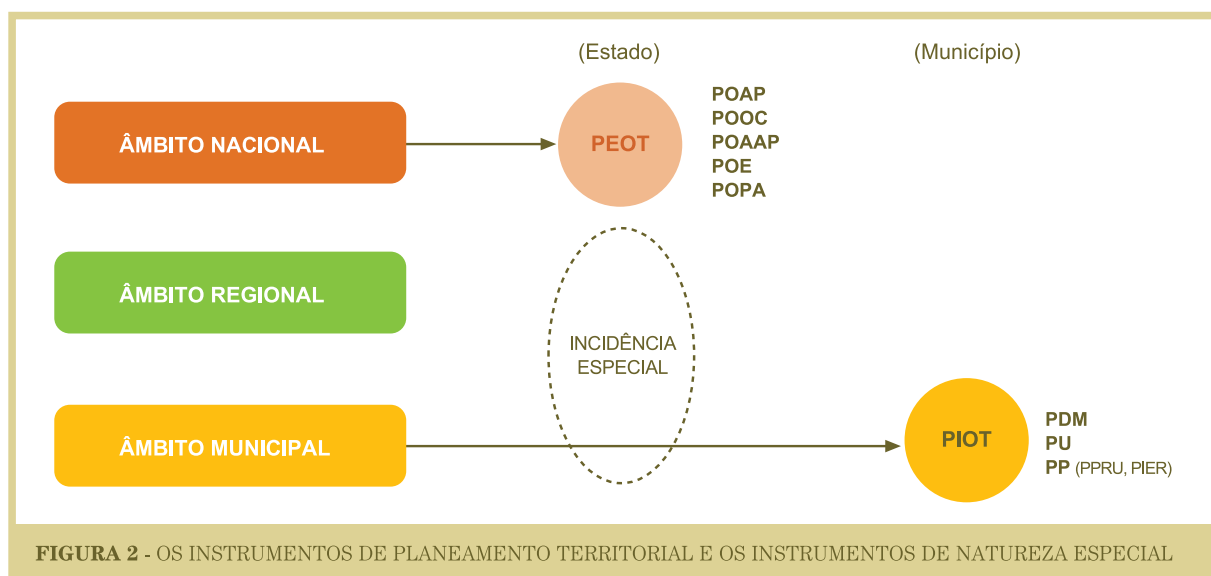 (Estado)
(Município)
ÂMBITO NACIONAL
PEOT
POAP
POOC
POAAP
POE
POPA
ÂMBITO REGIONAL
INCIDÊNCIA
ESPECIAL
ÂMBITO MUNICIPAL
PIOT
PDM
PU
PP (PPRU, PIER)
FIGURA 2 - OS INSTRUMENTOS DE PLANEAMENTO TERRITORIAL E OS INSTRUMENTOS DE NATUREZA ESPECIAL